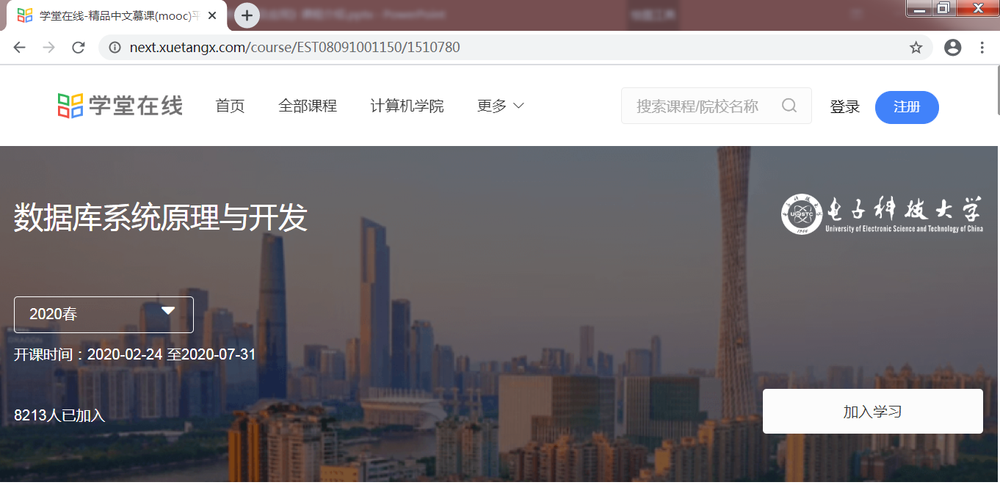 学堂在线-精品中文慕课(mooc)平
next.xuetangx.com/course/EST08091001150/1510780
学堂在线 首页 全部课程 计算机学院 更多 搜索课程/院校名称 登录 注册
数据库系统原理与开发
电子科技大学
University of Electronic Science and Technology of China
UESTC
1956
2020春
开课时间：2020-02-24 至2020-07-31
8213人已加入
加入学习